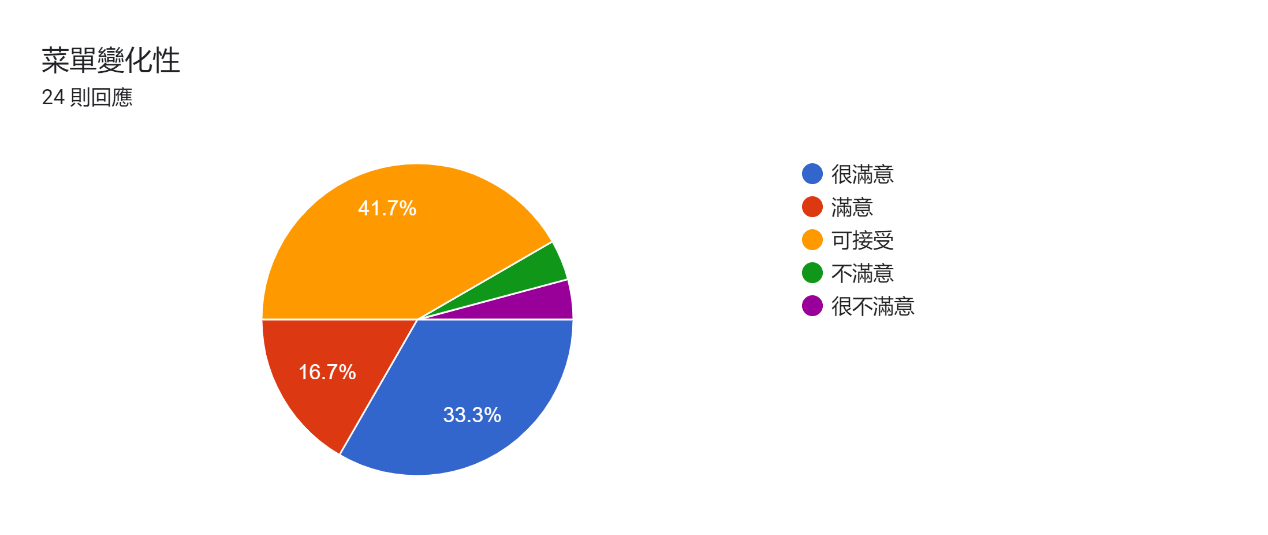 菜單變化性
24 則回應
41.7%
16.7%
33.3%
很滿意
滿意
可接受
不滿意
很不滿意